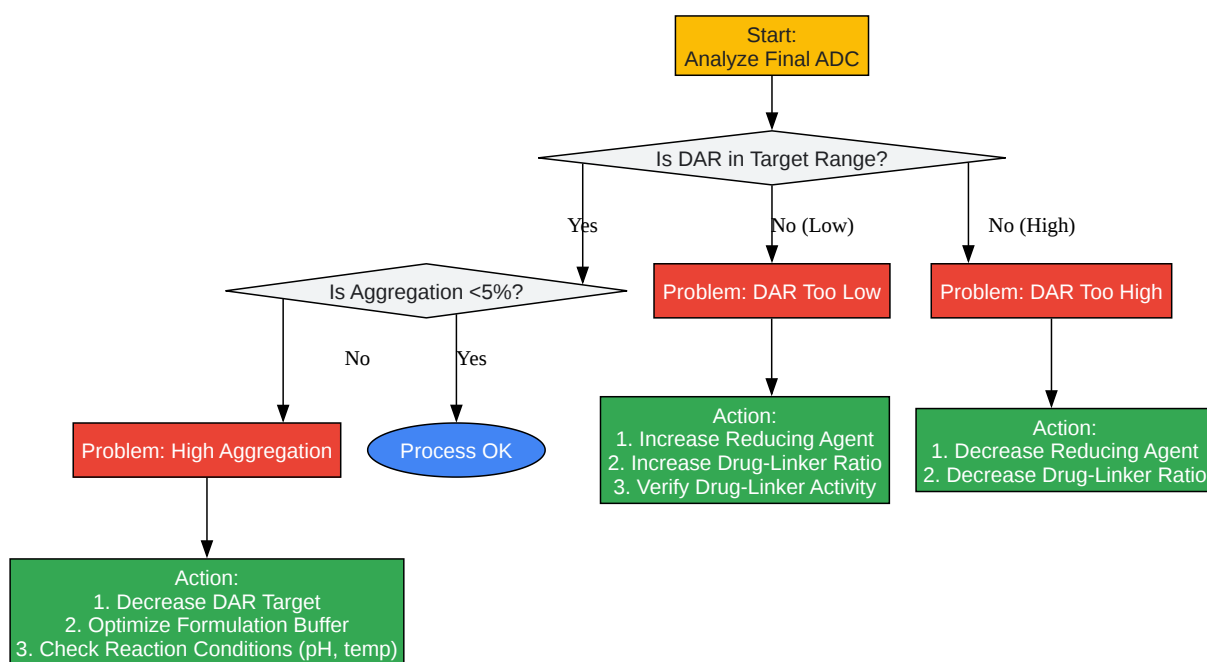 Start:
Analyze Final ADC
Is DAR in Target Range?
Yes
No (Low)
No (High)
Is Aggregation <5%?
Problem: DAR Too Low
Problem: DAR Too High
No
Yes
Problem: High Aggregation
Process OK
Action:
1. Increase Reducing Agent
2. Increase Drug-Linker Ratio
3. Verify Drug-Linker Activity
Action:
1. Decrease Reducing Agent
2. Decrease Drug-Linker Ratio
Action:
1. Decrease DAR Target
2. Optimize Formulation Buffer
3. Check Reaction Conditions (pH, temp)